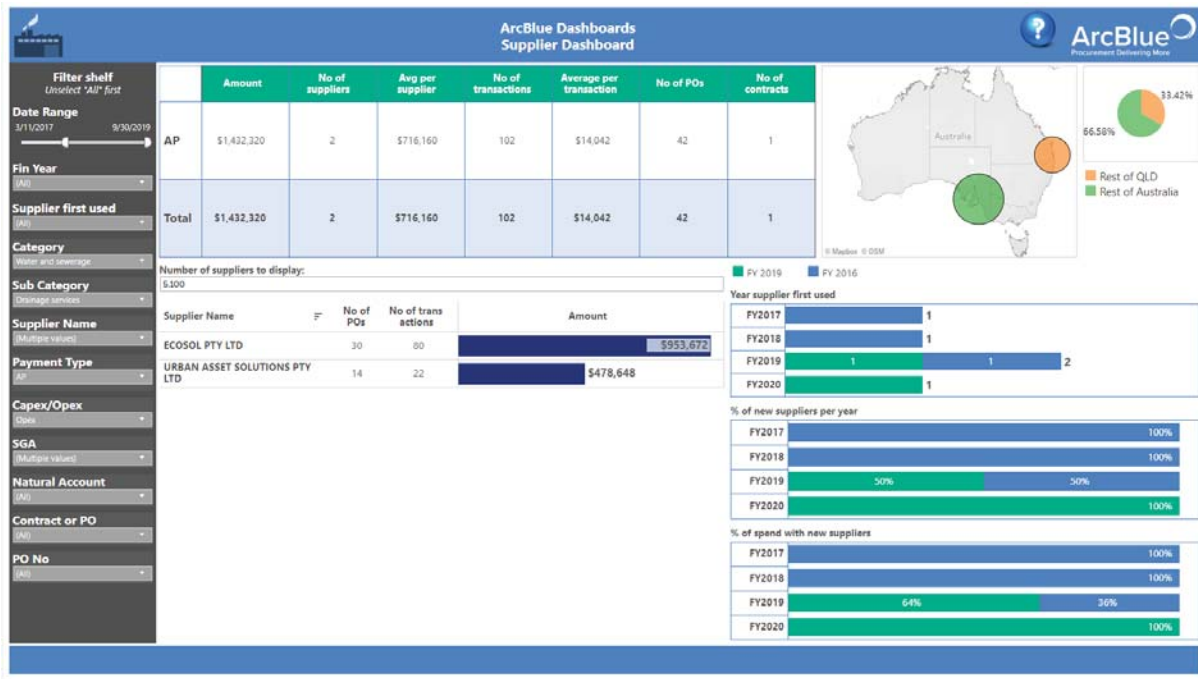 ArcBlue Dashboards
Supplier Dashboard
?
ArcBlue
Procurement Delivering More
Filter shelf
Unselect "All" first
Date Range
3/11/2017 9/30/2019
Fin Year
(All)
Supplier first used
(All)
Category
Water and sewerage
Sub Category
Drainage services
Supplier Name
(Multiple values)
Payment Type
AP
Capex/Opex
Opex
SGA
(Multiple values)
Natural Account
(All)
Contract or PO
(All)
PO No
(All)
Amount No of suppliers Avg per supplier No of transactions Average per transaction No of POs No of contracts
AP $1,432,320 2 $716,160 102 $14,042 42 1
Total $1,432,320 2 $716,160 102 $14,042 42 1
Australia
© Mapbox © OSM
33.42%
66.58%
Rest of QLD
Rest of Australia
Number of suppliers to display:
5,100
Supplier Name No of POs No of trans actions Amount
ECOSOL PTY LTD 30 80 $953,672
URBAN ASSET SOLUTIONS PTY LTD 14 22 $478,648
FY 2019 FY 2016
Year supplier first used
FY2017 1
FY2018 1
FY2019 1 1 2
FY2020 1
% of new suppliers per year
FY2017 100%
FY2018 100%
FY2019 50% 50%
FY2020 100%
% of spend with new suppliers
FY2017 100%
FY2018 100%
FY2019 64% 36%
FY2020 100%